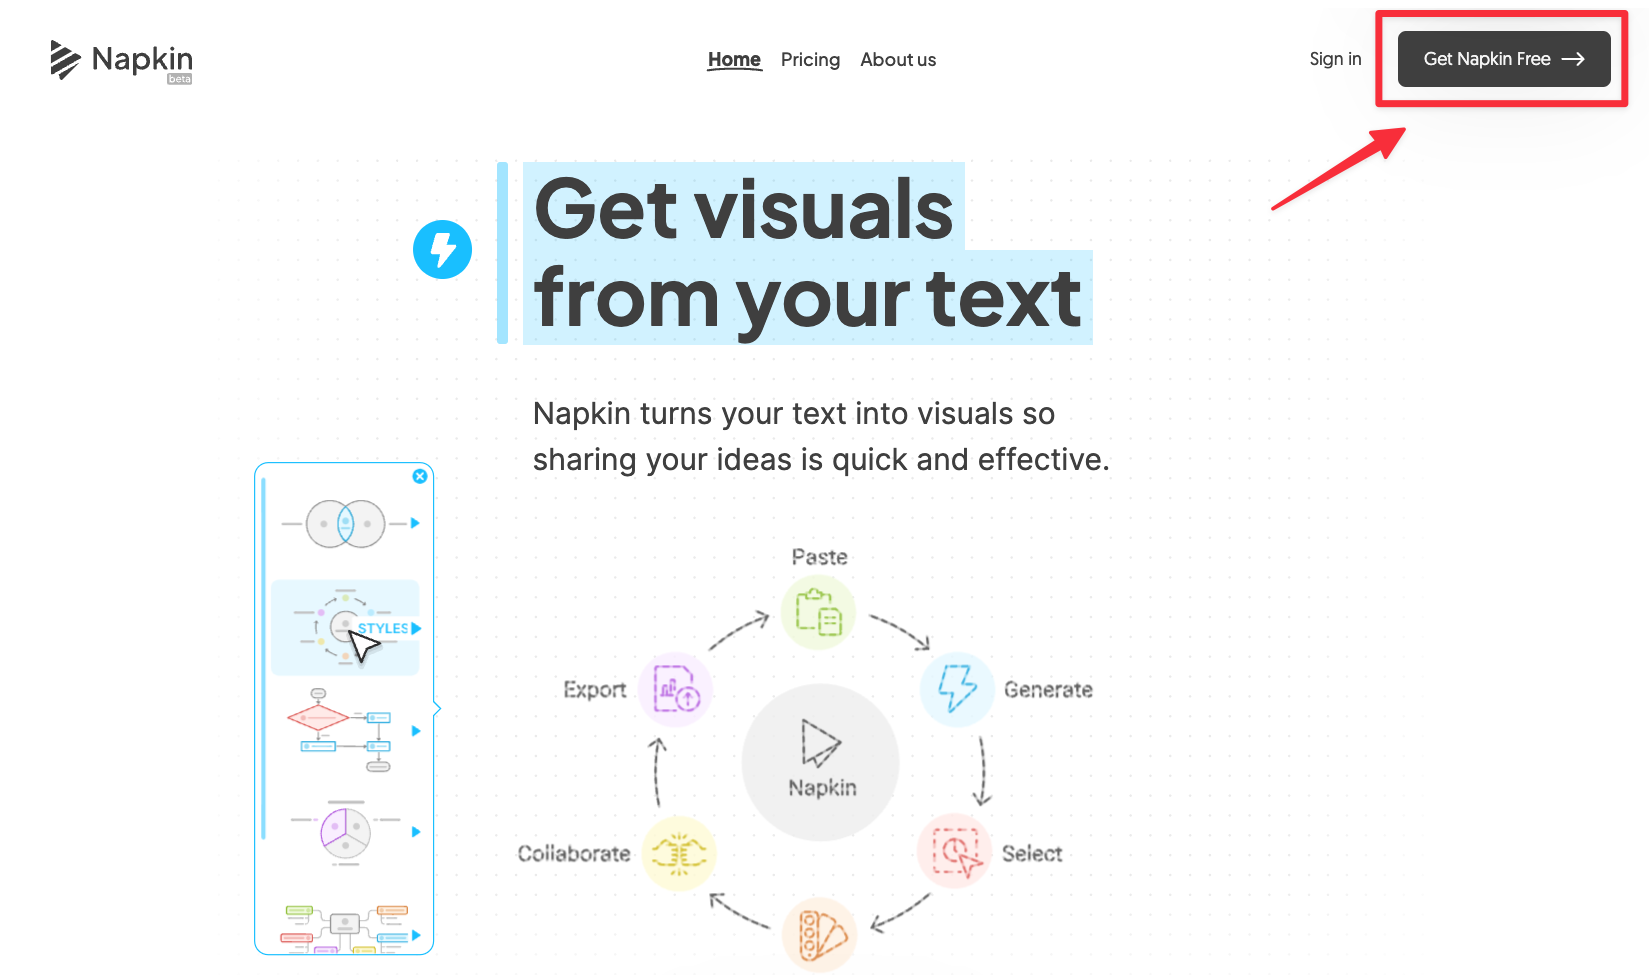 Napkin
beta
Home
Pricing
About us
Sign in
Get Napkin Free
Get visuals
from your text
Napkin turns your text into visuals so
sharing your ideas is quick and effective.
STYLES
Paste
Export
Generate
Napkin
Collaborate
Select